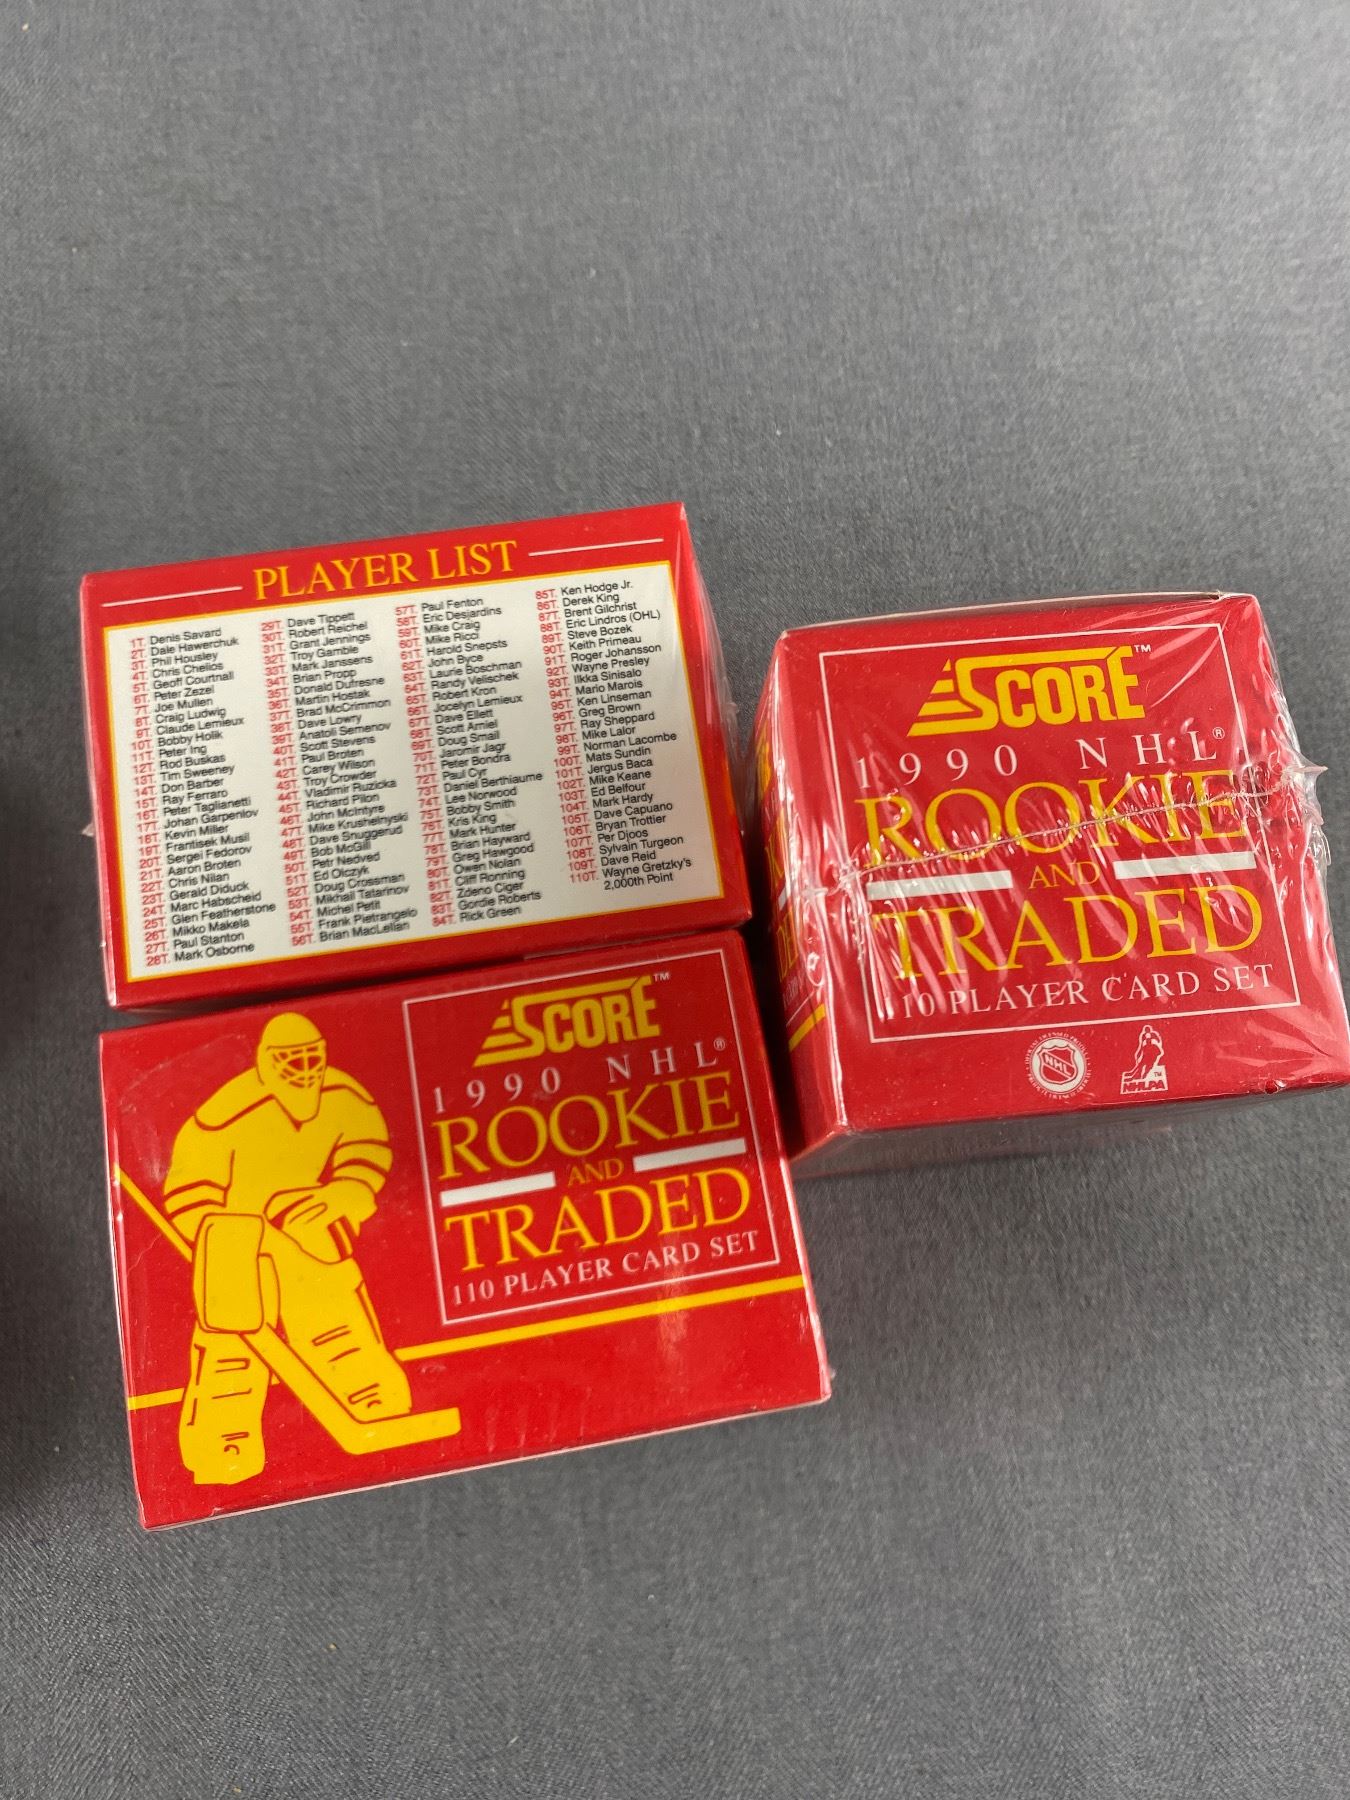 PLAYER LIST
1T. Denis Savard
2T. Dale Hawerchuk
3T. Phil Housley
4T. Chris Chelios
5T. Geoff Courtnall
6T. Peter Zezel
7T. Joe Mullen
8T. Craig Ludwig
9T. Claude Lemieux
10T. Bobby Holik
11T. Peter Ing
12T. Rod Buskas
13T. Tim Sweeney
14T. Don Barber
15T. Ray Ferraro
16T. Peter Taglianetti
17T. Johan Garpenlov
18T. Kevin Miller
19T. Frantisek Musil
20T. Sergei Fedorov
21T. Aaron Broten
22T. Chris Nilan
23T. Gerald Diduck
24T. Marc Habscheid
25T. Glen Featherstone
26T. Mikko Makela
27T. Paul Stanton
28T. Mark Osborne
29T. Dave Tippett
30T. Robert Reichel
31T. Grant Jennings
32T. Troy Gamble
33T. Mark Janssens
34T. Brian Propp
35T. Donald Dufresne
36T. Martin Hostak
37T. Brad McCrimmon
38T. Dave Lowry
39T. Anatoli Semenov
40T. Scott Stevens
41T. Paul Broten
42T. Carey Wilson
43T. Troy Crowder
44T. Vladimir Ruzicka
45T. Richard Pilon
46T. John McIntyre
47T. Mike Krushelnyski
48T. Dave Snuggerud
49T. Bob McGill
50T. Petr Nedved
51T. Ed Olczyk
52T. Doug Crossman
53T. Mikhail Tatarinov
54T. Michel Petit
55T. Frank Pietrangelo
56T. Brian MacLellan
57T. Paul Fenton
58T. Eric Desjardins
59T. Mike Craig
60T. Mike Ricci
61T. Harold Snepsts
62T. John Byce
63T. Laurie Boschman
64T. Randy Velischek
65T. Robert Kron
66T. Jocelyn Lemieux
67T. Dave Ellett
68T. Scott Arniel
69T. Doug Smail
70T. Jaromir Jagr
71T. Peter Bondra
72T. Paul Cyr
73T. Daniel Berthiaume
74T. Lee Norwood
75T. Bobby Smith
76T. Kris King
77T. Mark Hunter
78T. Brian Hayward
79T. Greg Hawgood
80T. Owen Nolan
81T. Cliff Ronning
82T. Zdeno Ciger
83T. Gordie Roberts
84T. Rick Green
85T. Ken Hodge Jr.
86T. Derek King
87T. Brent Gilchrist
88T. Eric Lindros (OHL)
89T. Steve Bozek
90T. Keith Primeau
91T. Roger Johansson
92T. Wayne Presley
93T. Ilkka Sinisalo
94T. Mario Marois
95T. Ken Linseman
96T. Greg Brown
97T. Ray Sheppard
98T. Mike Lalor
99T. Norman Lacombe
100T. Mats Sundin
101T. Jergus Baca
102T. Mike Keane
103T. Ed Belfour
104T. Mark Hardy
105T. Dave Capuano
106T. Bryan Trottier
107T. Per Djoos
108T. Sylvain Turgeon
109T. Dave Reid
110T. Wayne Gretzky's
2,000th Point
SCORE™
1990 NHL®
ROOKIE
AND
TRADED
110 PLAYER CARD SET
SCORE™
1990 NHL®
ROOKIE
AND
TRADED
110 PLAYER CARD SET
NHL
NHLPA™